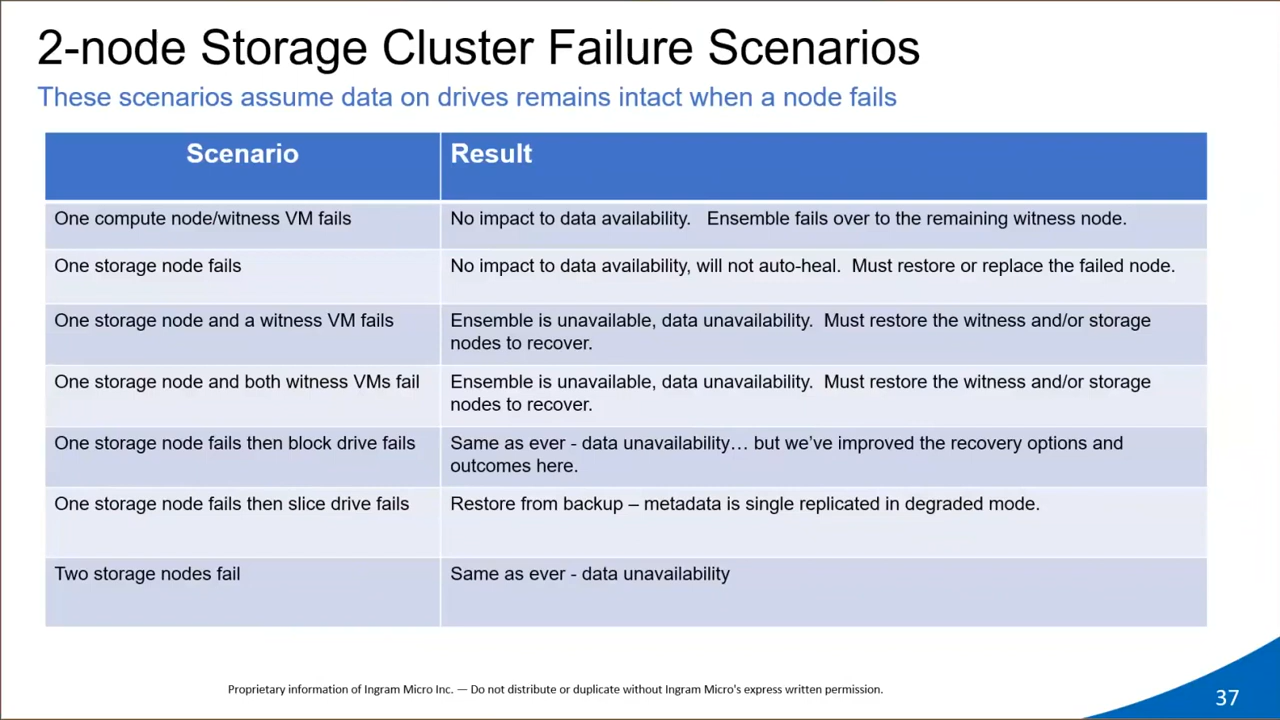 2-node Storage Cluster Failure Scenarios
These scenarios assume data on drives remains intact when a node fails
Scenario
Result
One compute node/witness VM fails
No impact to data availability.   Ensemble fails over to the remaining witness node.
One storage node fails
No impact to data availability, will not auto-heal.  Must restore or replace the failed node.
One storage node and a witness VM fails
Ensemble is unavailable, data unavailability.  Must restore the witness and/or storage
nodes to recover.
One storage node and both witness VMs fail
Ensemble is unavailable, data unavailability.  Must restore the witness and/or storage
nodes to recover.
One storage node fails then block drive fails
Same as ever - data unavailability… but we’ve improved the recovery options and
outcomes here.
One storage node fails then slice drive fails
Restore from backup – metadata is single replicated in degraded mode.
Two storage nodes fail
Same as ever - data unavailability
Proprietary information of Ingram Micro Inc. — Do not distribute or duplicate without Ingram Micro's express written permission.
37